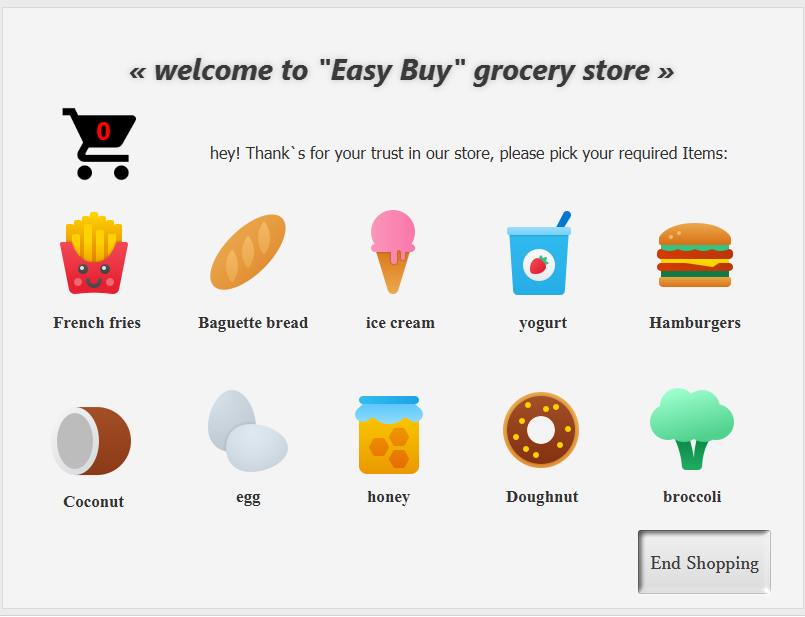 « welcome to "Easy Buy" grocery store »
0
hey! Thank`s for your trust in our store, please pick your required Items:
French fries
Baguette bread
ice cream
yogurt
Hamburgers
Coconut
egg
honey
Doughnut
broccoli
End Shopping